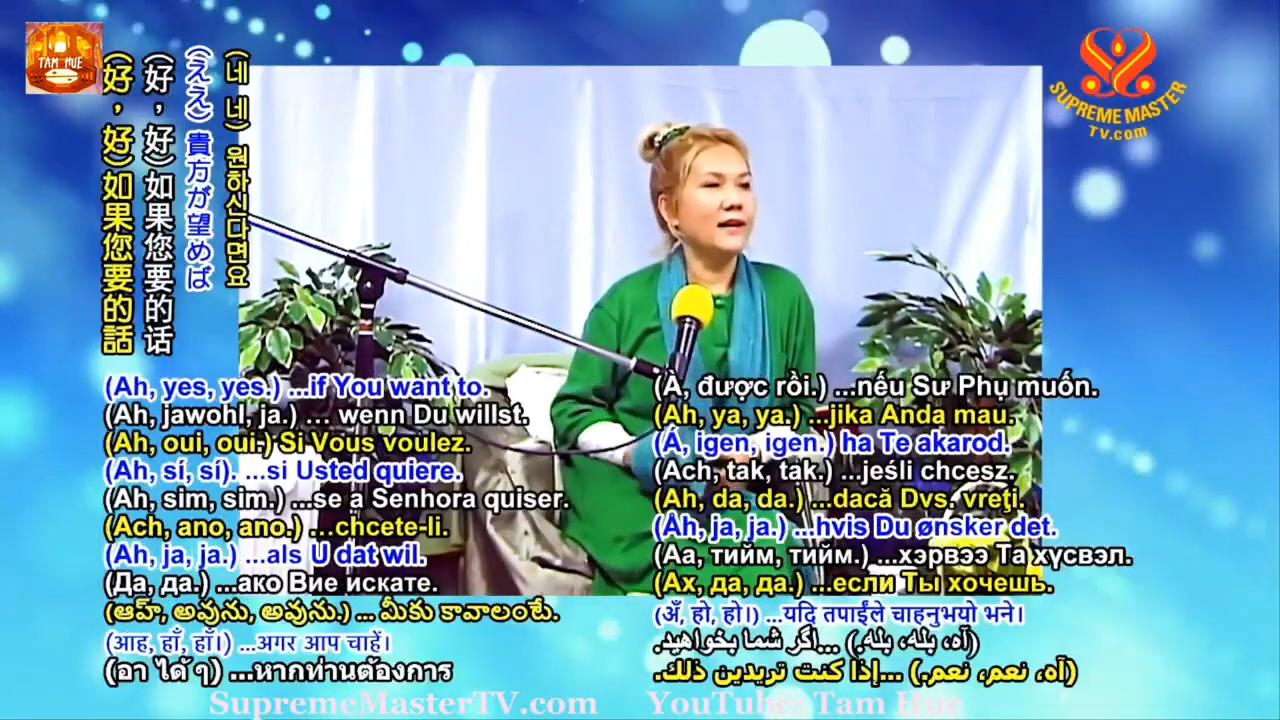 TAM HUE
SUPREME MASTER
TV.com
(네 네) 원하신다면요
(ええ) 貴方が望めば
(好，好)如果您要的话
(好，好)如果您要的話
(Ah, yes, yes.) ...if You want to.
(Ah, jawohl, ja.) … wenn Du willst.
(Ah, oui, oui.) Si Vous voulez.
(Ah, sí, sí). ...si Usted quiere.
(Ah, sim, sim.) ...se a Senhora quiser.
(Ach, ano, ano.) …chcete-li.
(Ah, ja, ja.) ...als U dat wil.
(Да, да.) ...ако Вие искате.
(ఆహ్, అవును, అవును.) ... మీకు కావాలంటే.
(आह, हाँ, हाँ।) ...अगर आप चाहें।
(อา ได้ ๆ) ...หากท่านต้องการ
(À, được rồi.) ...nếu Sư Phụ muốn.
(Ah, ya, ya.) ...jika Anda mau.
(Á, igen, igen.) ha Te akarod.
(Ach, tak, tak.) ...jeśli chcesz.
(Ah, da, da.) ...dacă Dvs. vreţi.
(Åh, ja, ja.) ...hvis Du ønsker det.
(Аа, тийм, тийм.) ...хэрвээ Та хүсвэл.
(Ах, да, да.) ...если Ты хочешь.
(अँ, हो, हो।) ...यदि तपाईंले चाहनुभयो भने।
(آه، بله، بله.) ...اگر شما بخواهید.
(آه، نعم، نعم.) ...إذا كنت تريدين ذلك.
SupremeMasterTV.com YouTube: Tam Hue